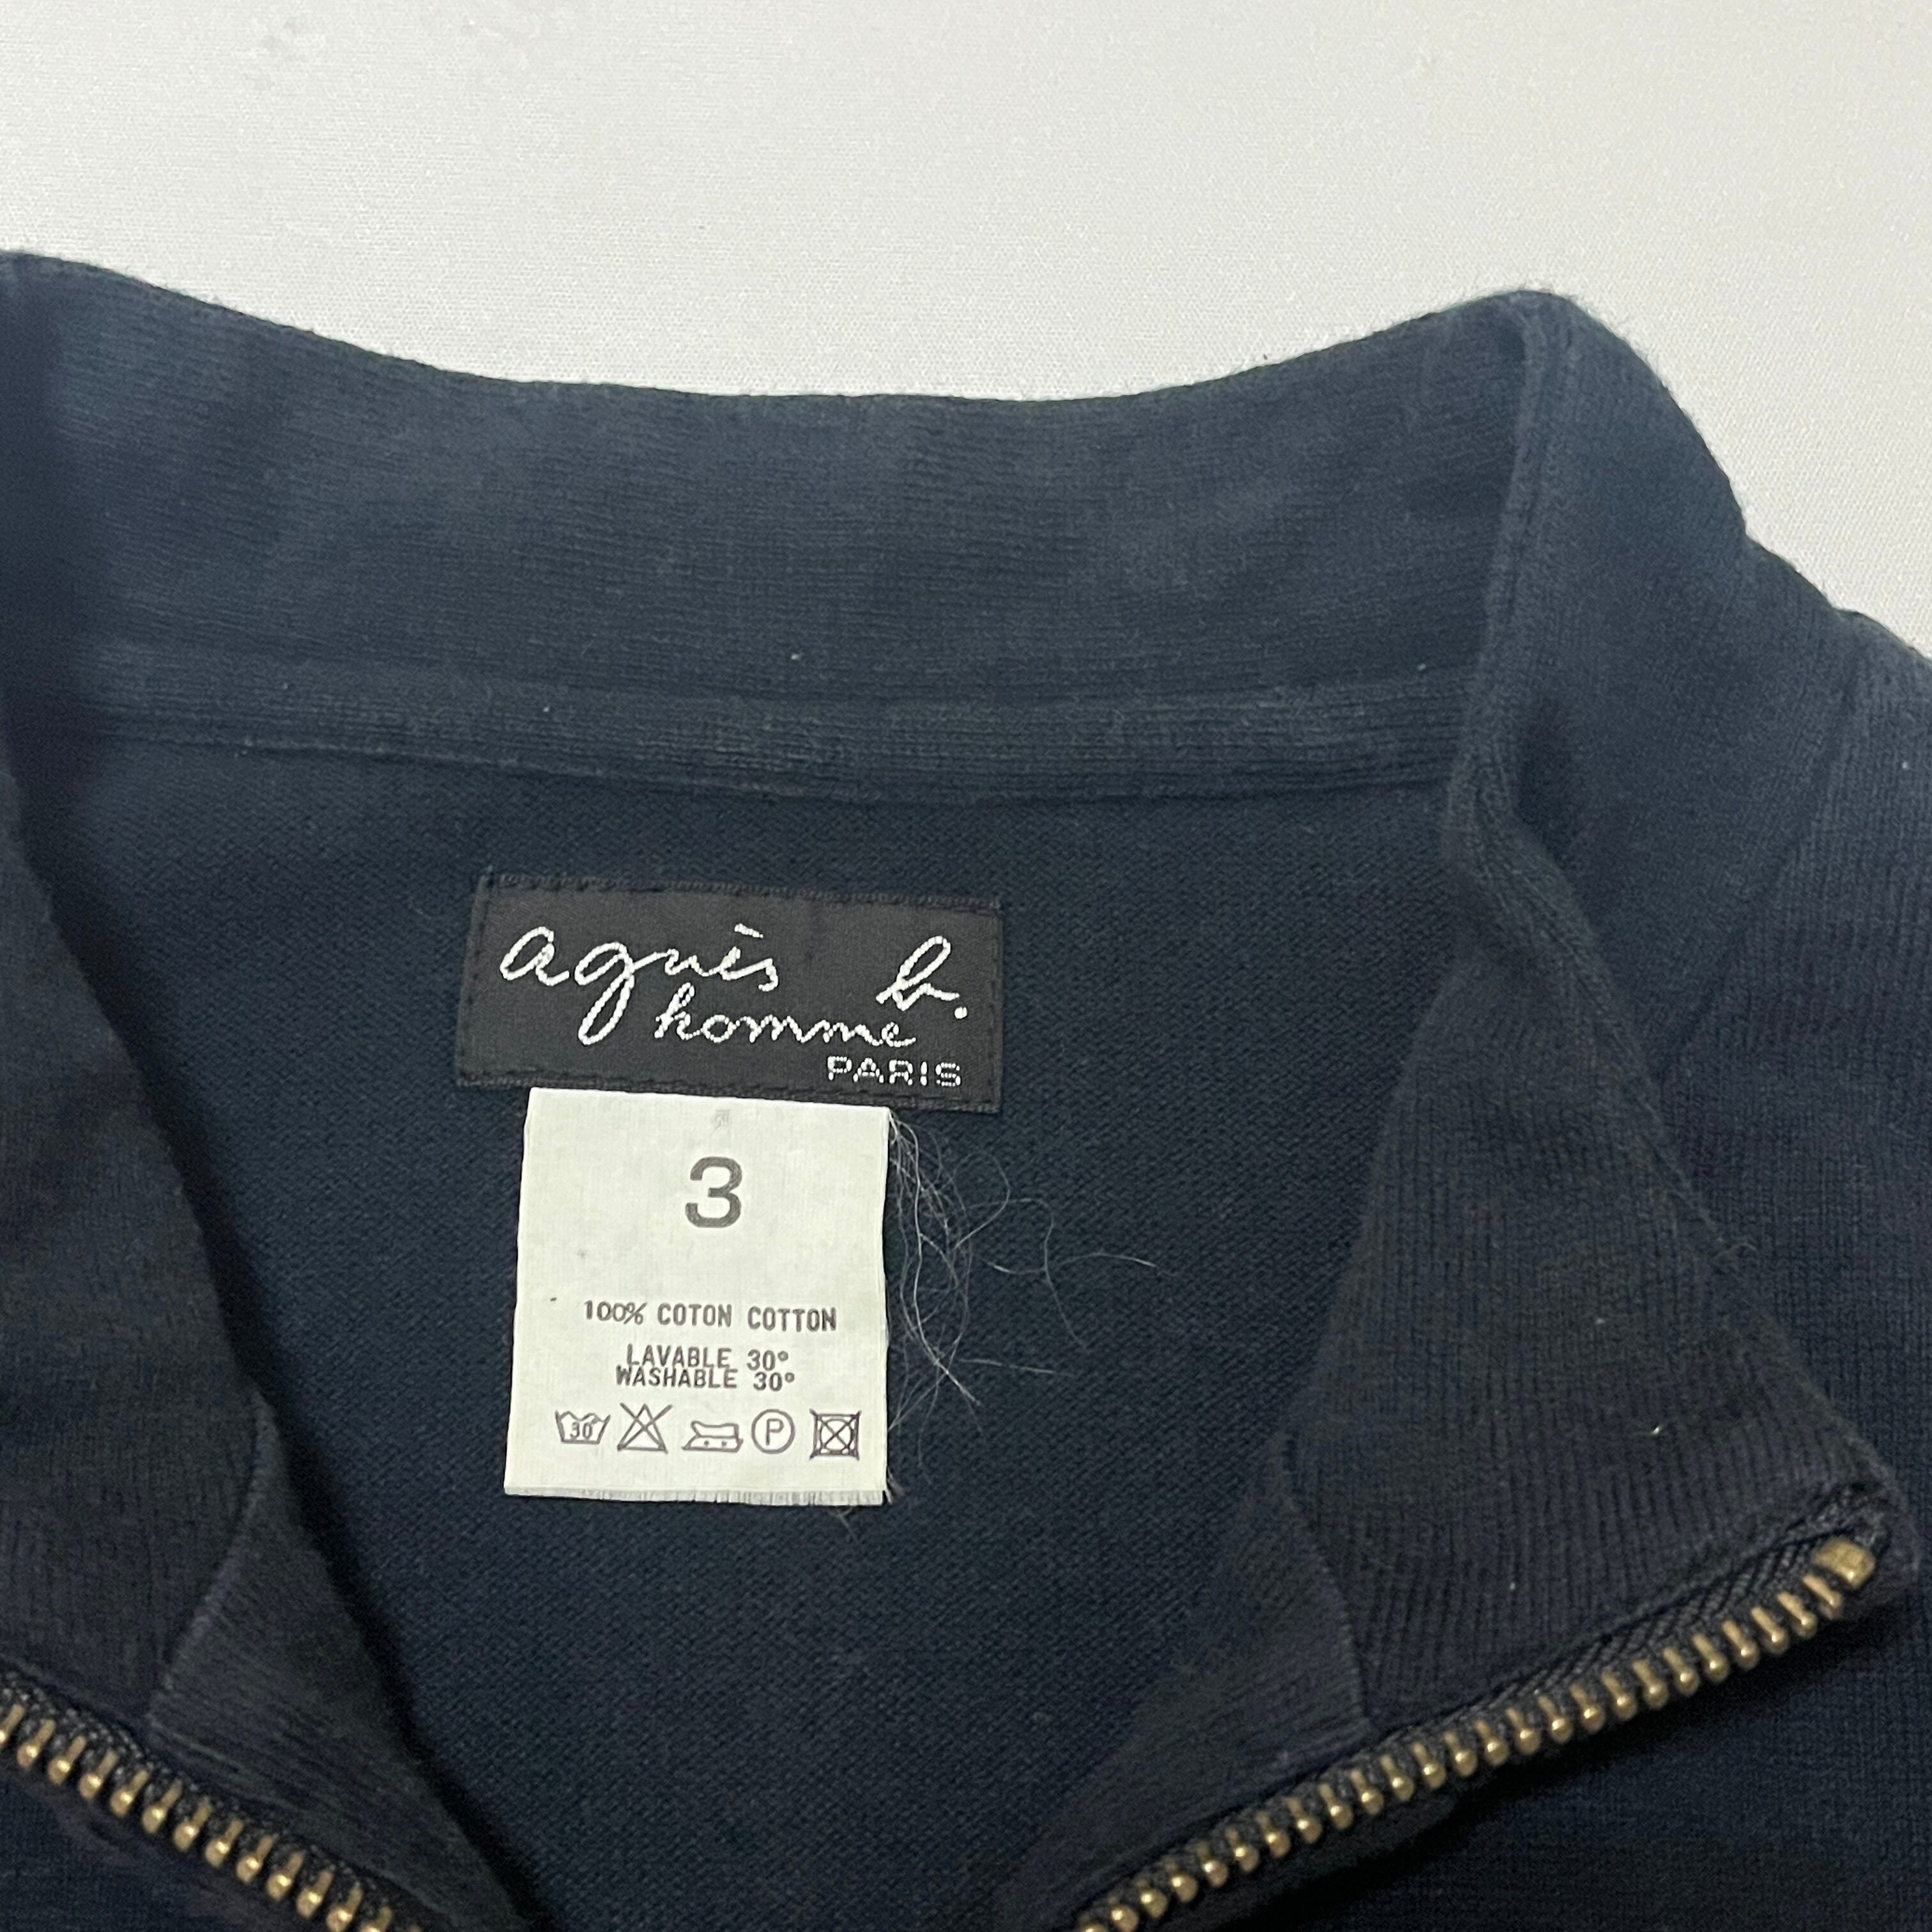 agnès b.
homme
PARIS
3
100% COTON COTTON
LAVABLE 30°
WASHABLE 30°
30 P